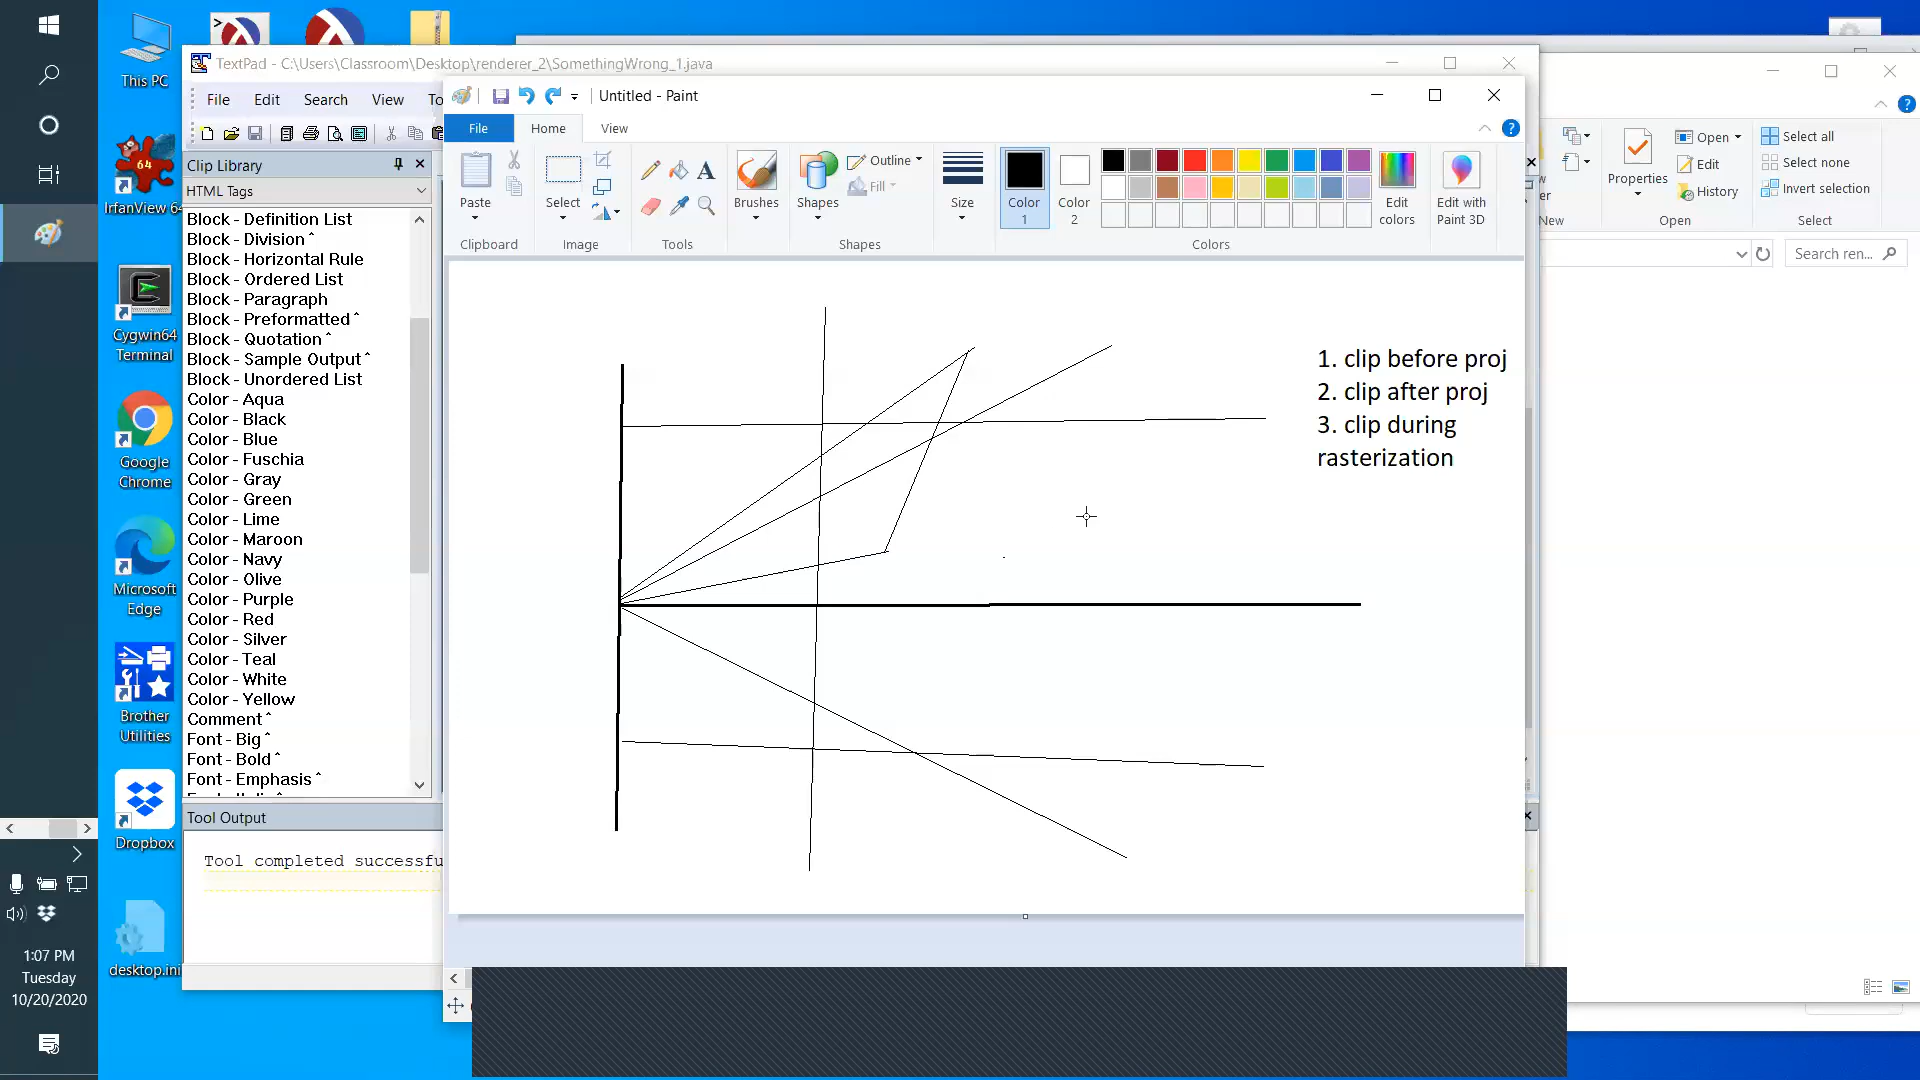 This PC
IrfanView 64
Cygwin64
Terminal
Google
Chrome
Microsoft
Edge
Brother
Utilities
Dropbox
desktop.ini
1:07 PM
Tuesday
10/20/2020
TextPad - C:\Users\Classroom\Desktop\renderer_2\SomethingWrong_1.java
File Edit Search View To
Clip Library
HTML Tags
Block - Definition List
Block - Division ^
Block - Horizontal Rule
Block - Ordered List
Block - Paragraph
Block - Preformatted ^
Block - Quotation ^
Block - Sample Output ^
Block - Unordered List
Color - Aqua
Color - Black
Color - Blue
Color - Fuschia
Color - Gray
Color - Green
Color - Lime
Color - Maroon
Color - Navy
Color - Olive
Color - Purple
Color - Red
Color - Silver
Color - Teal
Color - White
Color - Yellow
Comment ^
Font - Big ^
Font - Bold ^
Font - Emphasis ^
Tool Output
Tool completed successfu
Untitled - Paint
File Home View
Paste
Clipboard
Select
Image
A
Tools
Brushes
Shapes
Outline
Fill
Shapes
Size
Color
1
Color
2
Edit
colors
Colors
Edit with
Paint 3D
1. clip before proj
2. clip after proj
3. clip during
rasterization
New
Properties
Open
Edit
History
Open
Select all
Select none
Invert selection
Select
Search ren...